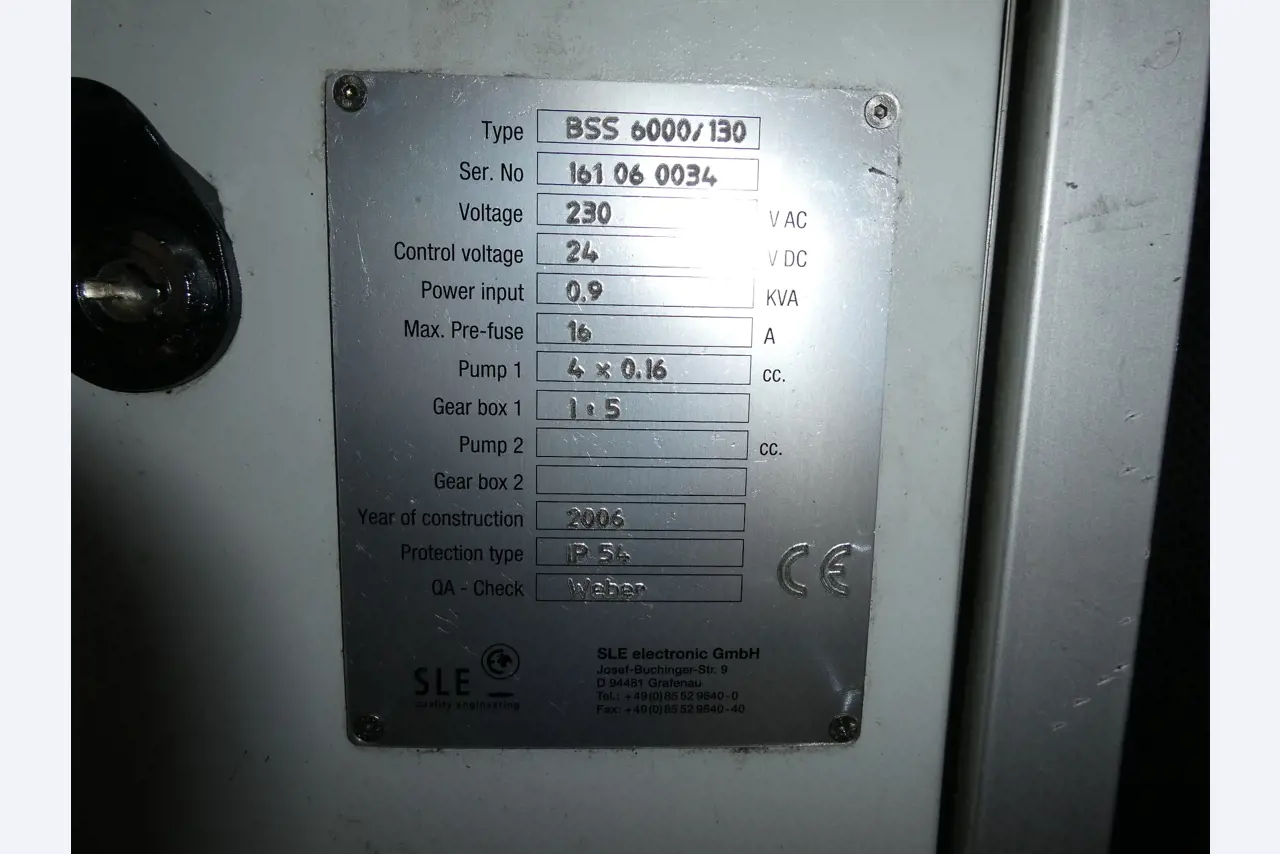 Type BSS 6000/130
Ser. No 161 06 0034
Voltage 230 V AC
Control voltage 24 V DC
Power input 0.9 KVA
Max. Pre-fuse 16 A
Pump 1 4 x 0.16 cc.
Gear box 1 1:5
Pump 2 cc.
Gear box 2
Year of construction 2006
Protection type IP 54
QA - Check Weber
CE
SLE
quality engineering
SLE electronic GmbH
Josef-Buchinger-Str. 9
D 94481 Grafenau
Tel.: +49(0)85 52 9640-0
Fax: +49(0)85 52 9640-40